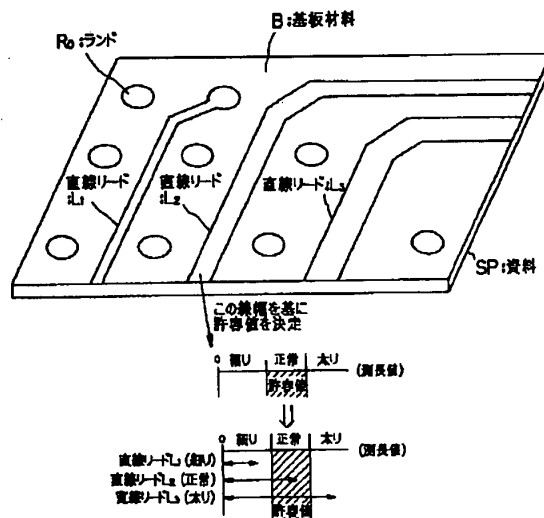 B:基板材料
R₀:ランド
直線リード
:L₁
直線リード
:L₂
直線リード:L₃
SP:資料
この線幅を基に
許容値を決定
0 細り 正常 太り (測長値)
許容値
0 細り 正常 太り (測長値)
直線リードL₁(細り)
直線リードL₂(正常)
直線リードL₃(太り)
許容値